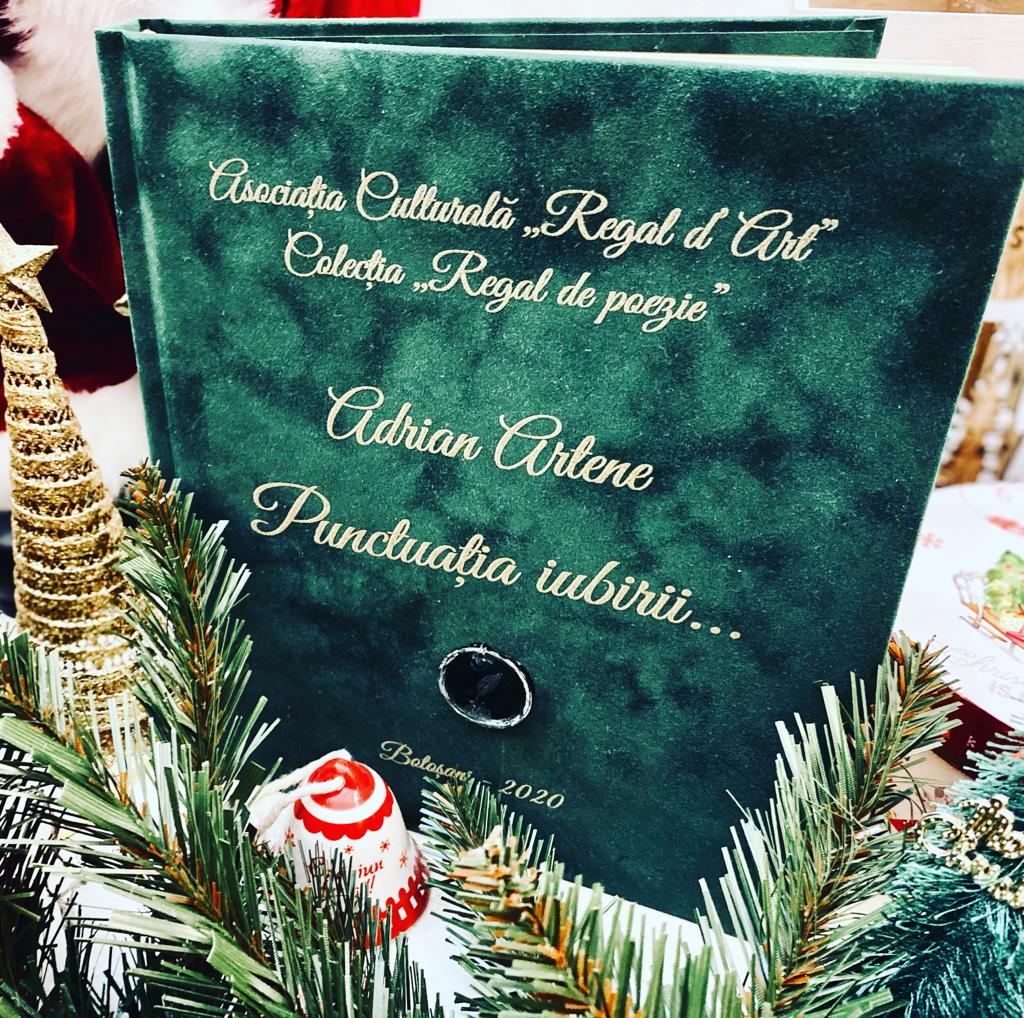 Asociația Culturală „Regal d' Art”
Colecția „Regal de poezie”
Adrian Artene
Punctuația iubirii...
Botoșani - 2020